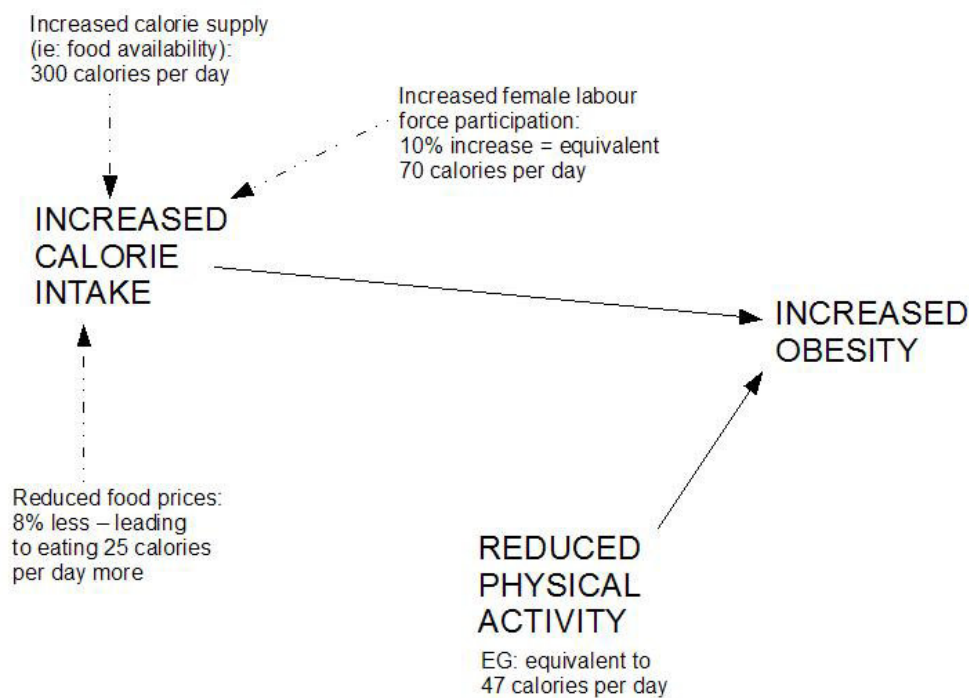 Increased calorie supply
(ie: food availability):
300 calories per day
Increased female labour
force participation:
10% increase = equivalent
70 calories per day
INCREASED
CALORIE
INTAKE
INCREASED
OBESITY
Reduced food prices:
8% less – leading
to eating 25 calories
per day more
REDUCED
PHYSICAL
ACTIVITY
EG: equivalent to
47 calories per day